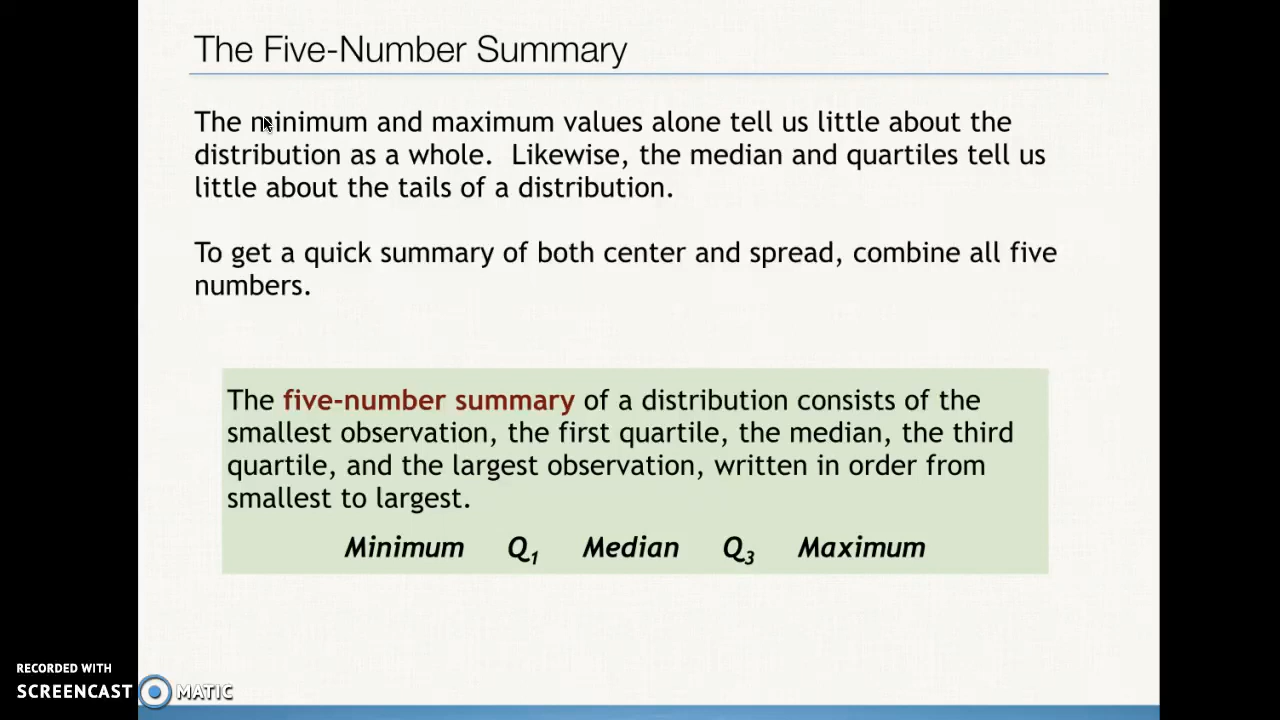 The Five-Number Summary
The minimum and maximum values alone tell us little about the
distribution as a whole.  Likewise, the median and quartiles tell us
little about the tails of a distribution.
To get a quick summary of both center and spread, combine all five
numbers.
The five-number summary of a distribution consists of the
smallest observation, the first quartile, the median, the third
quartile, and the largest observation, written in order from
smallest to largest.
Minimum Q1 Median Q3 Maximum
RECORDED WITH
SCREENCAST MATIC